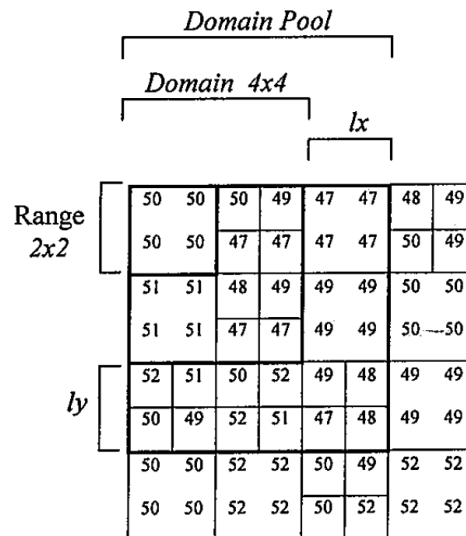 Domain Pool
Domain 4x4
lx
50 50 50 49 47 47 48 49
Range
2x2
50 50 47 47 47 47 50 49
51 51 48 49 49 49 50 50
51 51 47 47 49 49 50 50
52 51 50 52 49 48 49 49
ly
50 49 52 51 47 48 49 49
50 50 52 52 50 49 52 52
50 50 52 52 50 52 52 52